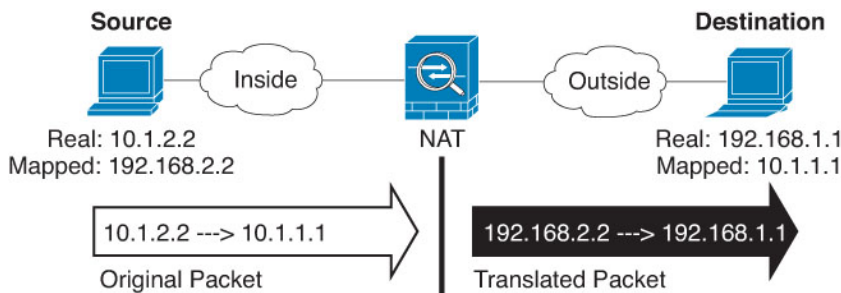 Source
Destination
Inside
Outside
Real: 10.1.2.2
Mapped: 192.168.2.2
NAT
Real: 192.168.1.1
Mapped: 10.1.1.1
10.1.2.2 ---> 10.1.1.1
192.168.2.2 ---> 192.168.1.1
Original Packet
Translated Packet